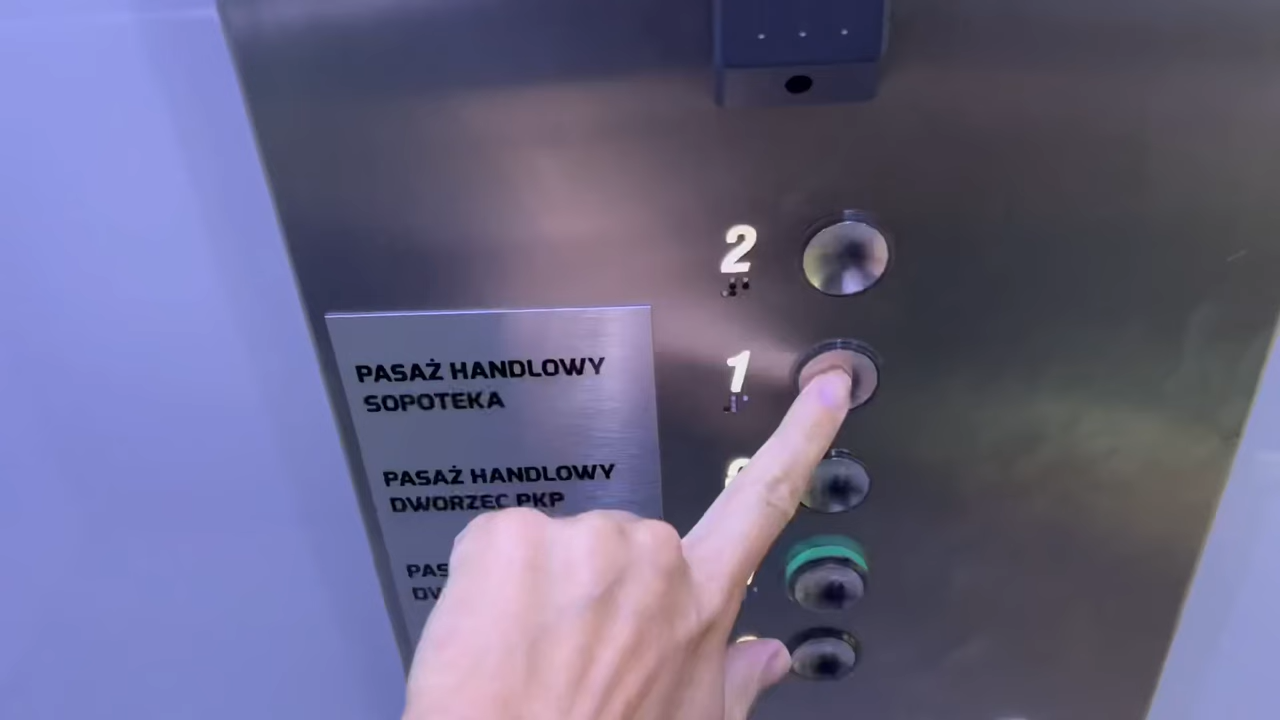 2
1
PASAŻ HANDLOWY
SOPOTEKA
PASAŻ HANDLOWY
DWORZEC PKP